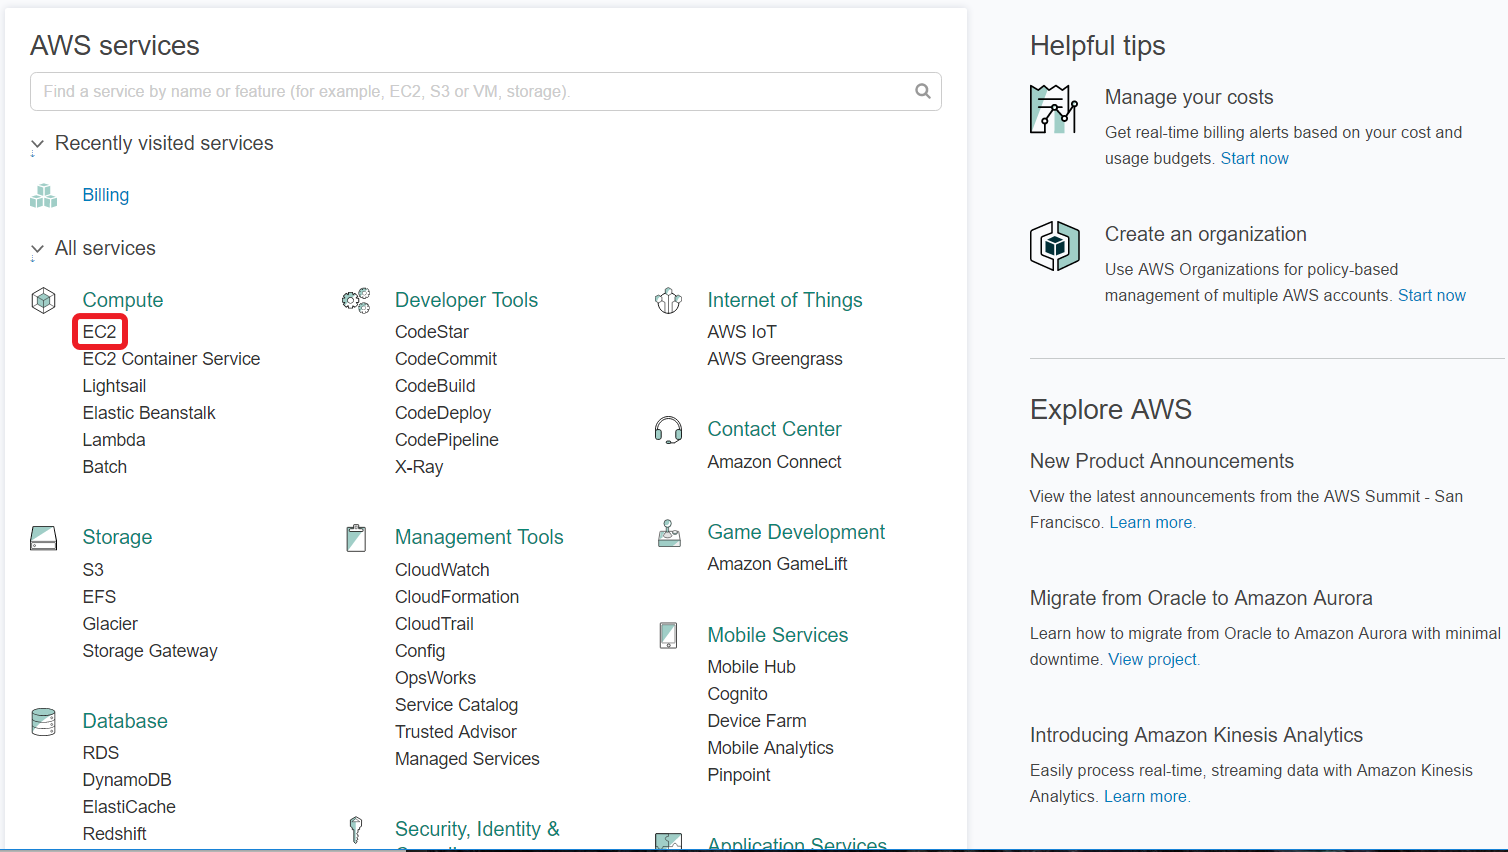 AWS services
Find a service by name or feature (for example, EC2, S3 or VM, storage).
Recently visited services
Billing
All services
Compute
EC2
EC2 Container Service
Lightsail
Elastic Beanstalk
Lambda
Batch
Storage
S3
EFS
Glacier
Storage Gateway
Database
RDS
DynamoDB
ElastiCache
Redshift
Developer Tools
CodeStar
CodeCommit
CodeBuild
CodeDeploy
CodePipeline
X-Ray
Management Tools
CloudWatch
CloudFormation
CloudTrail
Config
OpsWorks
Service Catalog
Trusted Advisor
Managed Services
Security, Identity &
Internet of Things
AWS IoT
AWS Greengrass
Contact Center
Amazon Connect
Game Development
Amazon GameLift
Mobile Services
Mobile Hub
Cognito
Device Farm
Mobile Analytics
Pinpoint
Application Services
Helpful tips
Manage your costs
Get real-time billing alerts based on your cost and
usage budgets. Start now
Create an organization
Use AWS Organizations for policy-based
management of multiple AWS accounts. Start now
Explore AWS
New Product Announcements
View the latest announcements from the AWS Summit - San
Francisco. Learn more.
Migrate from Oracle to Amazon Aurora
Learn how to migrate from Oracle to Amazon Aurora with minimal
downtime. View project.
Introducing Amazon Kinesis Analytics
Easily process real-time, streaming data with Amazon Kinesis
Analytics. Learn more.